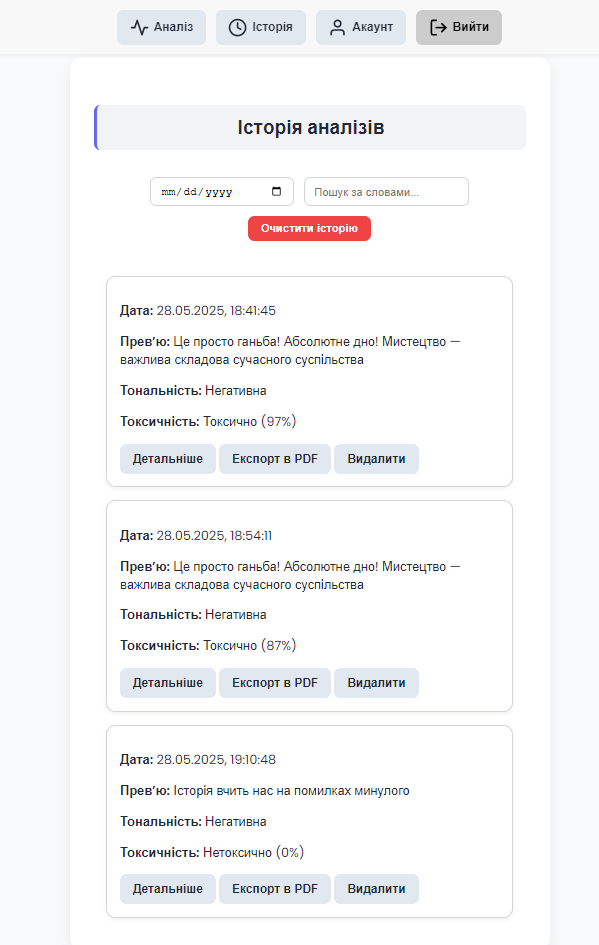 Аналіз Історія Акаунт Вийти
Історія аналізів
mm/dd/yyyy Пошук за словами...
Очистити історію
Дата: 28.05.2025, 18:41:45
Прев’ю: Це просто ганьба! Абсолютне дно! Мистецтво —
важлива складова сучасного суспільства
Тональність: Негативна
Токсичність: Токсично (97%)
Детальніше Експорт в PDF Видалити
Дата: 28.05.2025, 18:54:11
Прев’ю: Це просто ганьба! Абсолютне дно! Мистецтво —
важлива складова сучасного суспільства
Тональність: Негативна
Токсичність: Токсично (87%)
Детальніше Експорт в PDF Видалити
Дата: 28.05.2025, 19:10:48
Прев’ю: Історія вчить нас на помилках минулого
Тональність: Негативна
Токсичність: Нетоксично (0%)
Детальніше Експорт в PDF Видалити